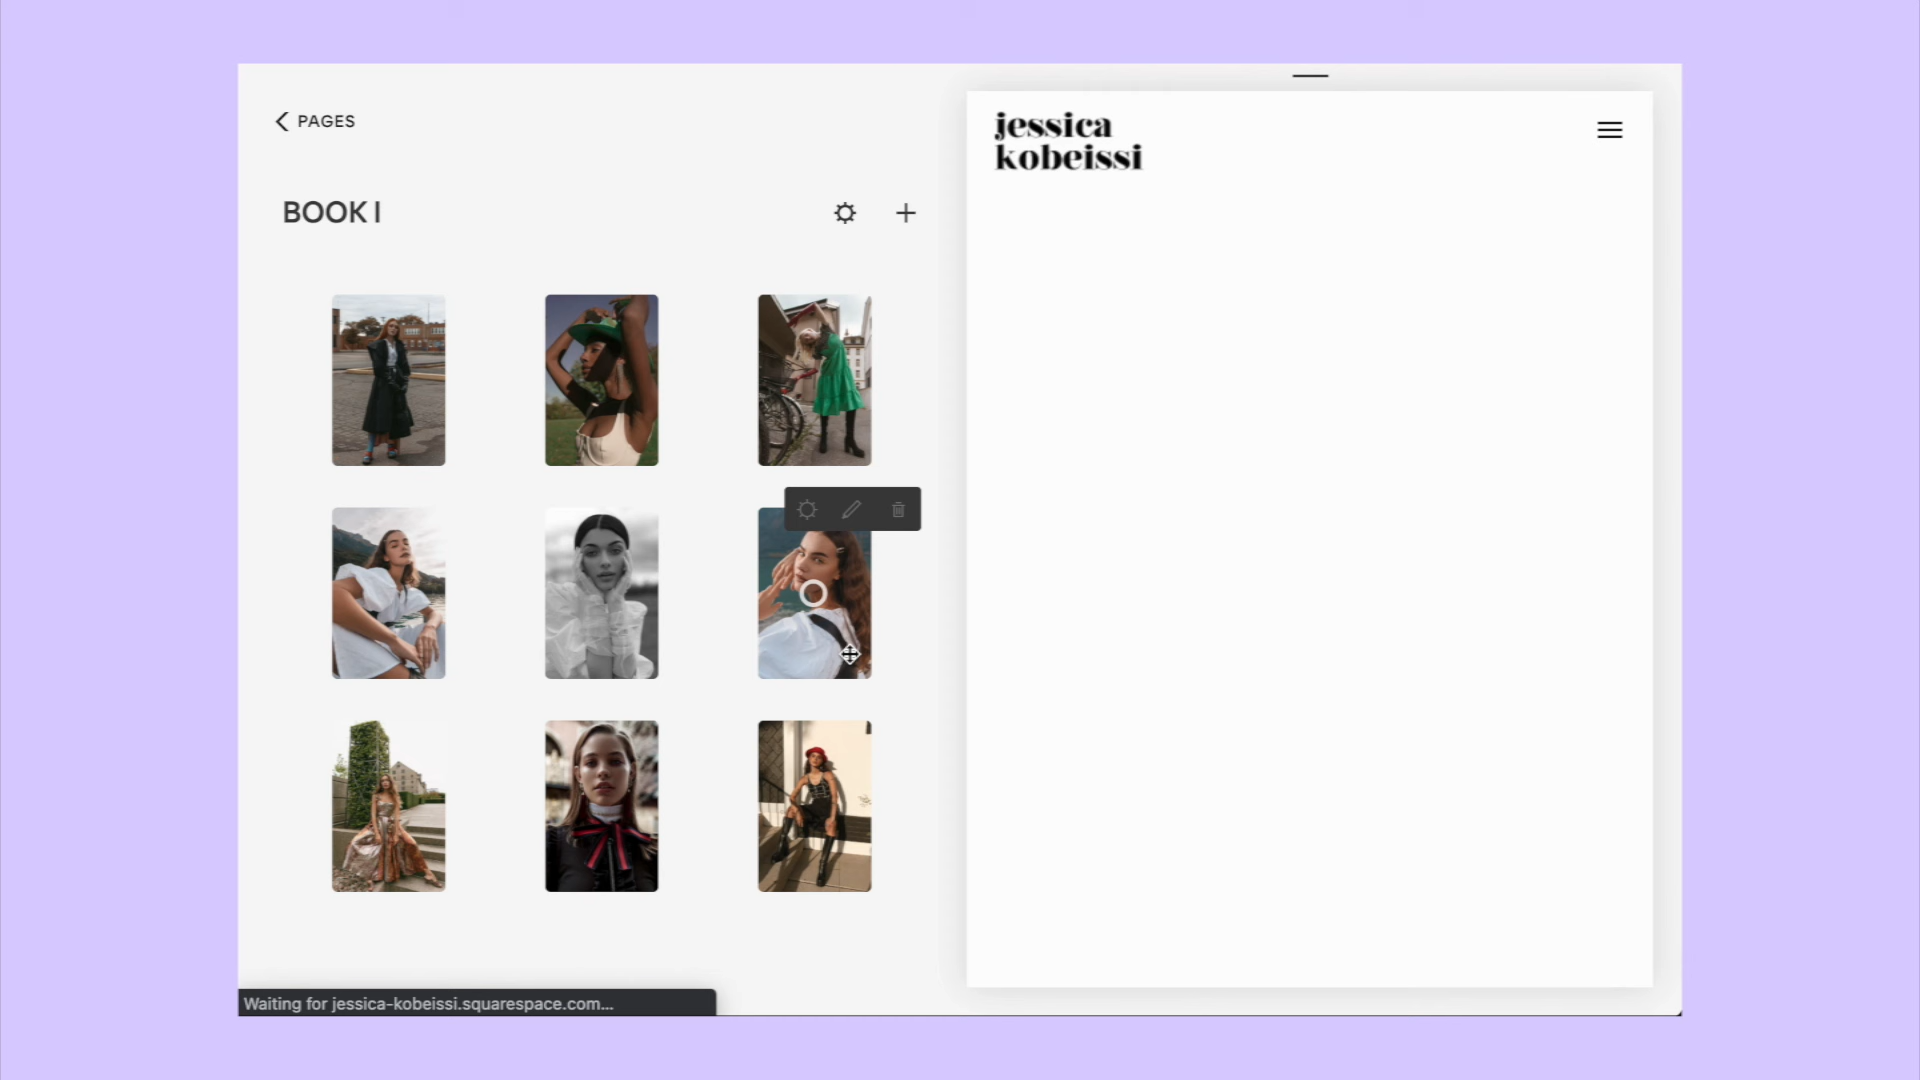 PAGES
BOOK I
jessica
kobeissi
Waiting for jessica-kobeissi.squarespace.com...